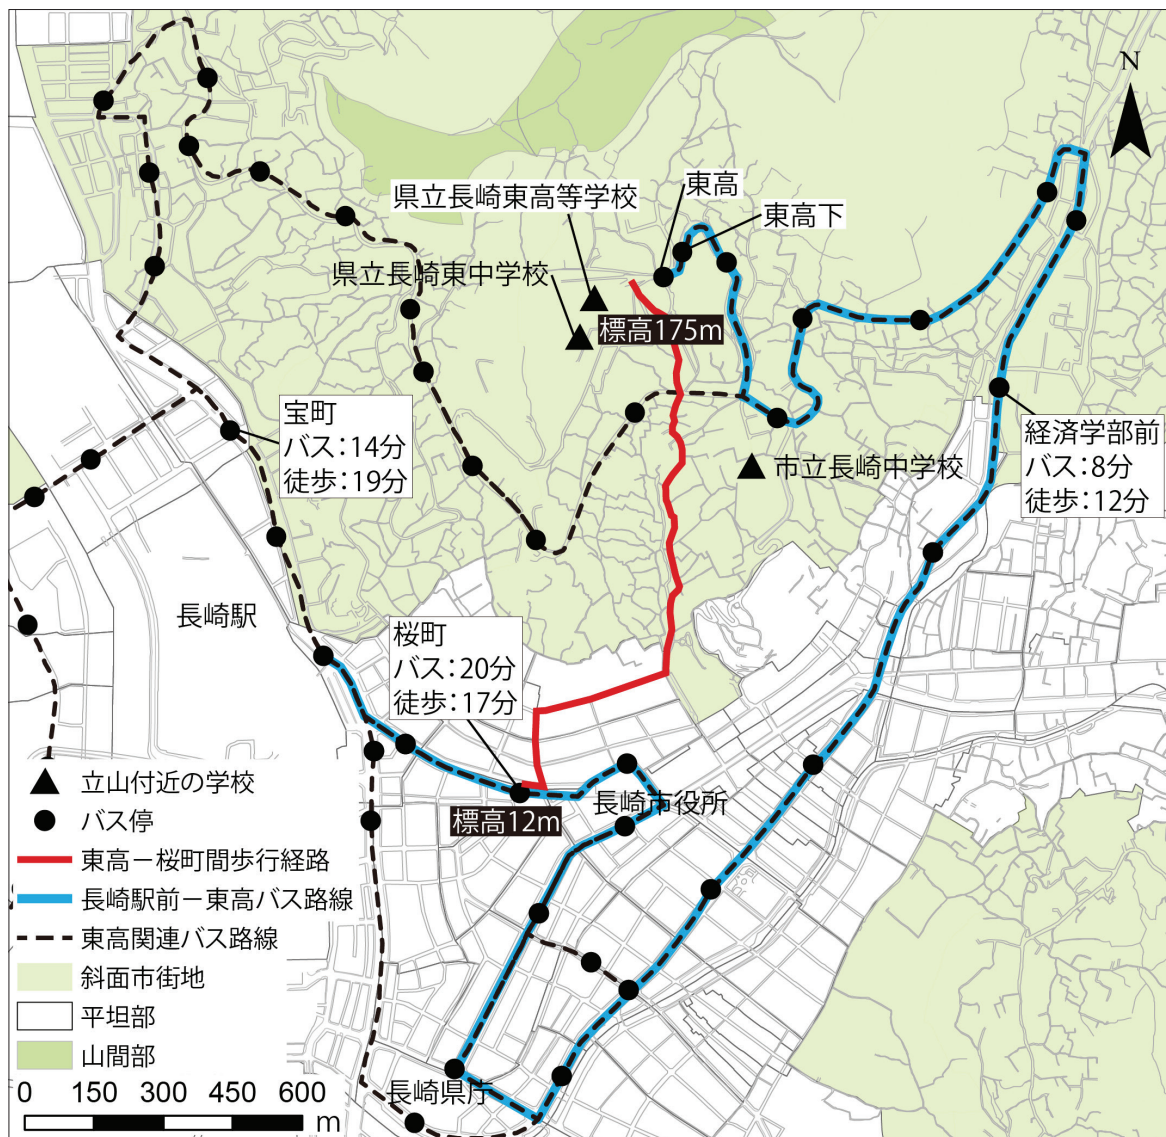 N
東高
県立長崎東高等学校
東高下
県立長崎東中学校
標高175m
宝町
バス：14分
徒歩：19分
経済学部前
バス：8分
徒歩：12分
市立長崎中学校
長崎駅
桜町
バス：20分
徒歩：17分
長崎市役所
標高12m
立山付近の学校
バス停
東高－桜町間歩行経路
長崎駅前－東高バス路線
東高関連バス路線
斜面市街地
平坦部
山間部
長崎県庁
0 150 300 450 600
m